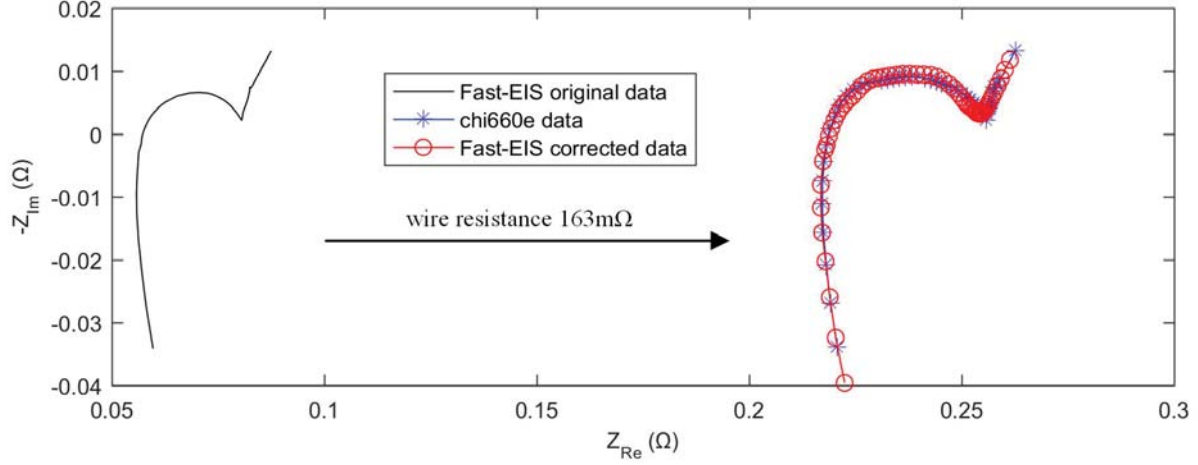 0.02
0.01
0
-0.01
-0.02
-0.03
-0.04
-Z_Im (Ω)
Fast-EIS original data
chi660e data
Fast-EIS corrected data
wire resistance 163mΩ
0.05 0.1 0.15 0.2 0.25 0.3
Z_Re (Ω)